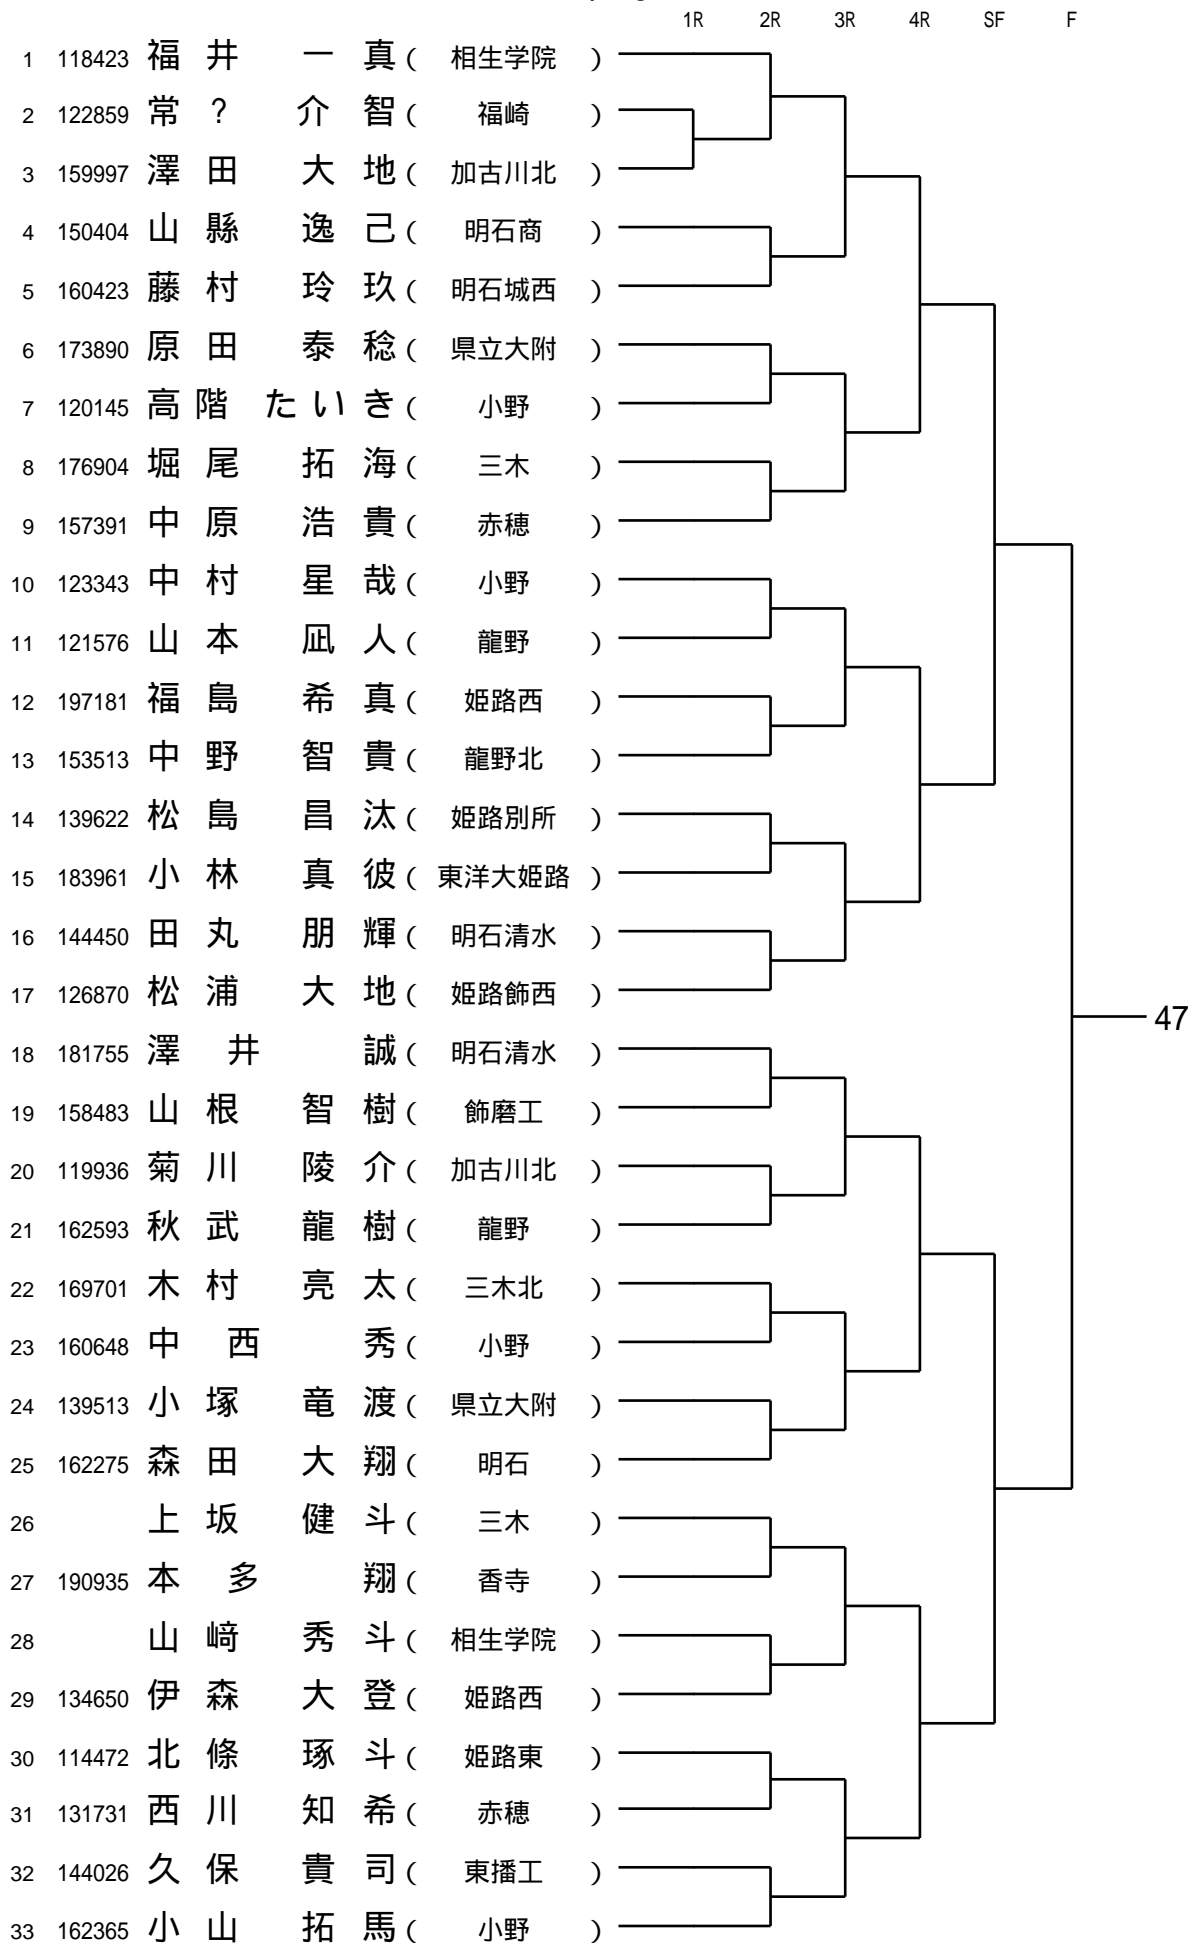 1R 2R 3R 4R SF F
1 118423 福井 一真 ( 相生学院 )
2 122859 常? 介智 ( 福崎 )
3 159997 澤田 大地 ( 加古川北 )
4 150404 山縣 逸己 ( 明石商 )
5 160423 藤村 玲玖 ( 明石城西 )
6 173890 原田 泰稔 ( 県立大附 )
7 120145 高階 たいき ( 小野 )
8 176904 堀尾 拓海 ( 三木 )
9 157391 中原 浩貴 ( 赤穂 )
10 123343 中村 星哉 ( 小野 )
11 121576 山本 凪人 ( 龍野 )
12 197181 福島 希真 ( 姫路西 )
13 153513 中野 智貴 ( 龍野北 )
14 139622 松島 昌汰 ( 姫路別所 )
15 183961 小林 真彼 ( 東洋大姫路 )
16 144450 田丸 朋輝 ( 明石清水 )
17 126870 松浦 大地 ( 姫路飾西 )
47
18 181755 澤井 誠 ( 明石清水 )
19 158483 山根 智樹 ( 飾磨工 )
20 119936 菊川 陵介 ( 加古川北 )
21 162593 秋武 龍樹 ( 龍野 )
22 169701 木村 亮太 ( 三木北 )
23 160648 中西 秀 ( 小野 )
24 139513 小塚 竜渡 ( 県立大附 )
25 162275 森田 大翔 ( 明石 )
26 上坂 健斗 ( 三木 )
27 190935 本多 翔 ( 香寺 )
28 山﨑 秀斗 ( 相生学院 )
29 134650 伊森 大登 ( 姫路西 )
30 114472 北條 琢斗 ( 姫路東 )
31 131731 西川 知希 ( 赤穂 )
32 144026 久保 貴司 ( 東播工 )
33 162365 小山 拓馬 ( 小野 )